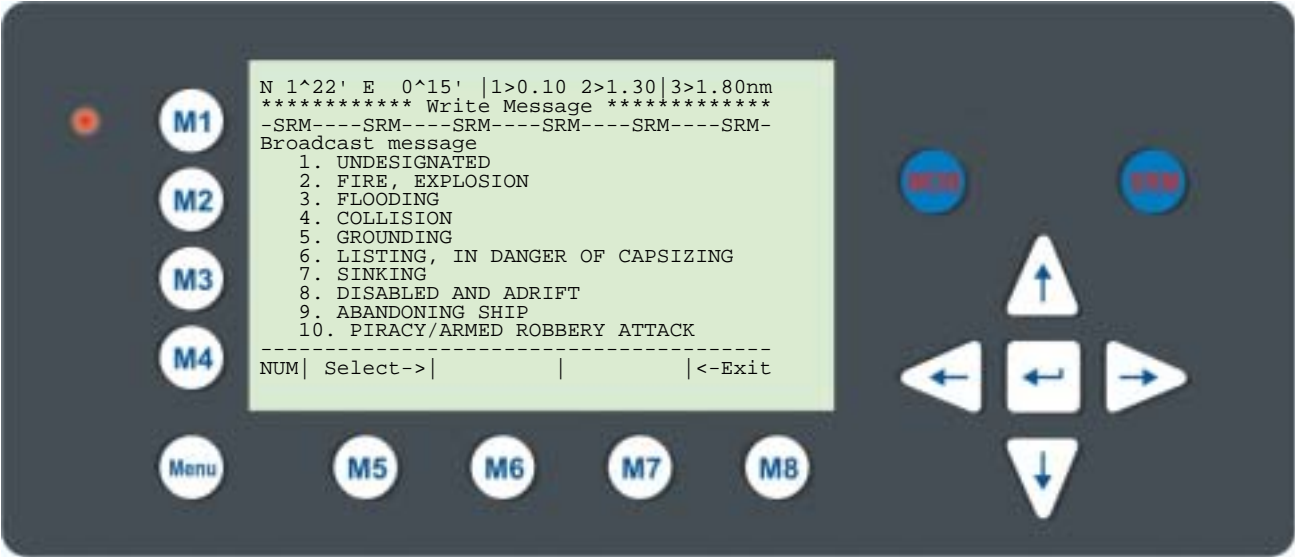 N 1^22' E  0^15' |1>0.10 2>1.30|3>1.80nm
************ Write Message *************
-SRM----SRM----SRM----SRM----SRM----SRM-
Broadcast message
1. UNDESIGNATED
2. FIRE, EXPLOSION
3. FLOODING
4. COLLISION
5. GROUNDING
6. LISTING, IN DANGER OF CAPSIZING
7. SINKING
8. DISABLED AND ADRIFT
9. ABANDONING SHIP
10. PIRACY/ARMED ROBBERY ATTACK
----------------------------------------
NUM| Select->|         |         |<-Exit
M1
M2
M3
M4
Menu
M5
M6
M7
M8
SRM